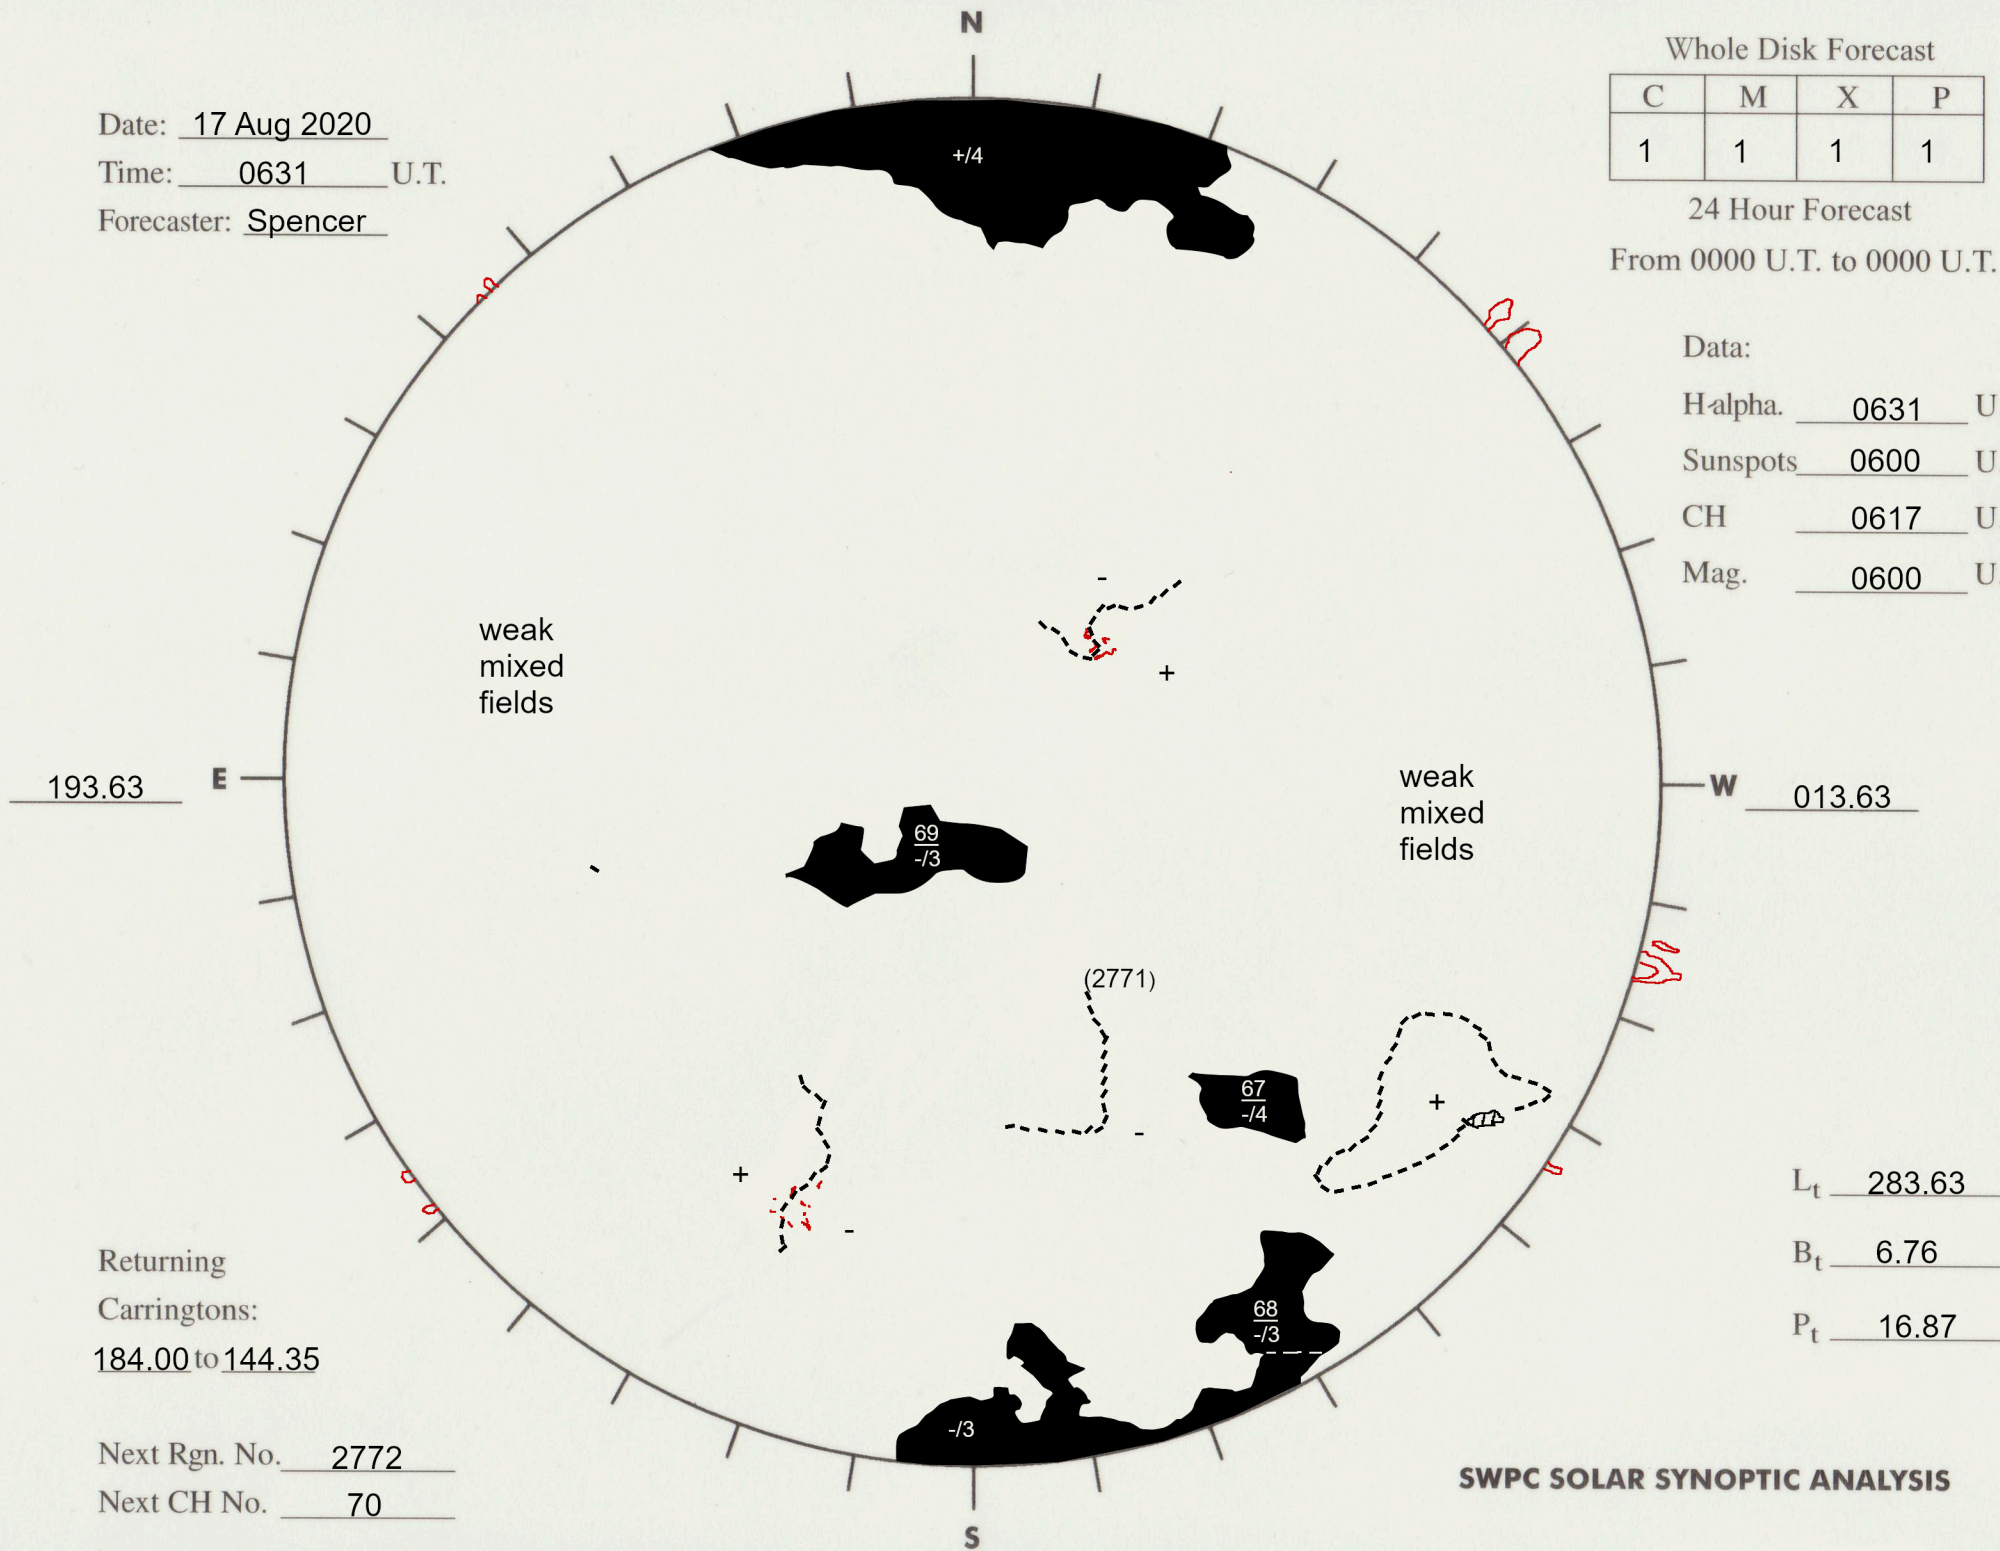 N
Date: 17 Aug 2020
Time: 0631 U.T.
Forecaster: Spencer
Whole Disk Forecast
C M X P
1 1 1 1
24 Hour Forecast
From 0000 U.T. to 0000 U.T.
Data:
H-alpha. 0631 U
Sunspots 0600 U
CH 0617 U
Mag. 0600 U.
+/4
-
+
weak
mixed
fields
weak
mixed
fields
193.63 E
W 013.63
69
-/3
(2771)
67
-/4
+
-
+
-
68
-/3
-/3
Lt 283.63
Bt 6.76
Pt 16.87
Returning
Carringtons:
184.00 to 144.35
Next Rgn. No. 2772
Next CH No. 70
S
SWPC SOLAR SYNOPTIC ANALYSIS